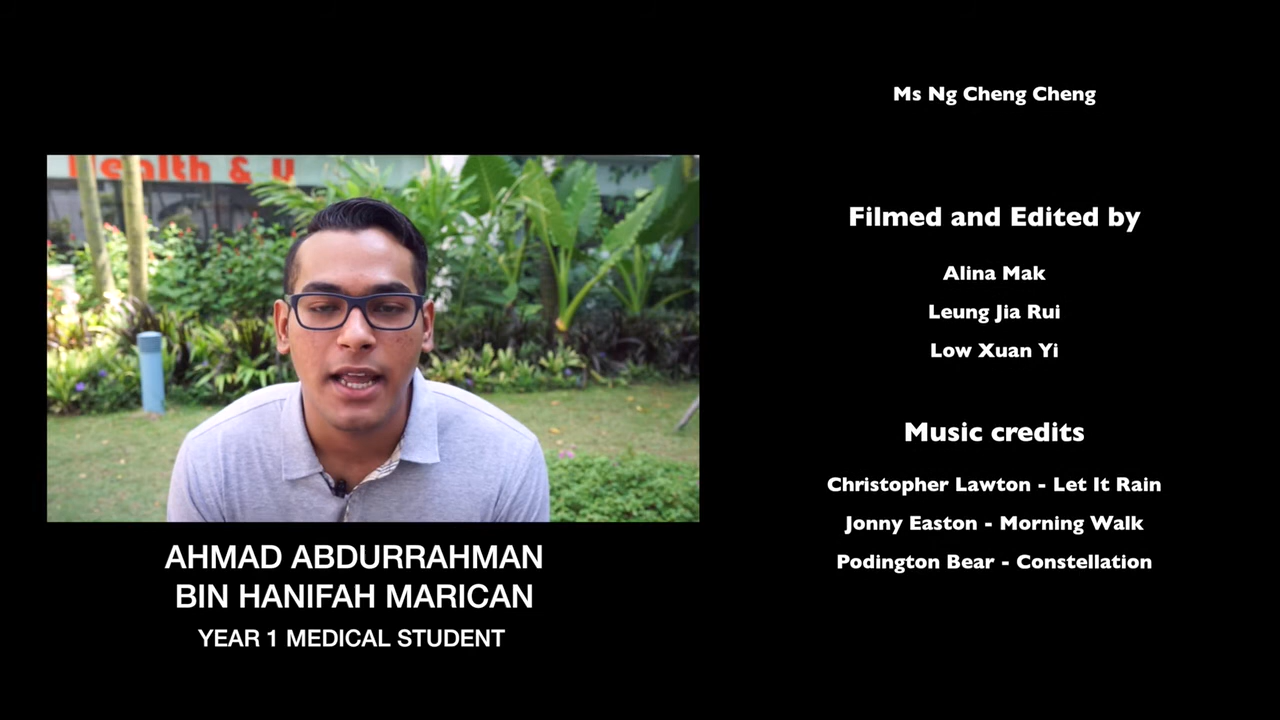 Health & U
AHMAD ABDURRAHMAN
BIN HANIFAH MARICAN
YEAR 1 MEDICAL STUDENT
Ms Ng Cheng Cheng
Filmed and Edited by
Alina Mak
Leung Jia Rui
Low Xuan Yi
Music credits
Christopher Lawton - Let It Rain
Jonny Easton - Morning Walk
Podington Bear - Constellation